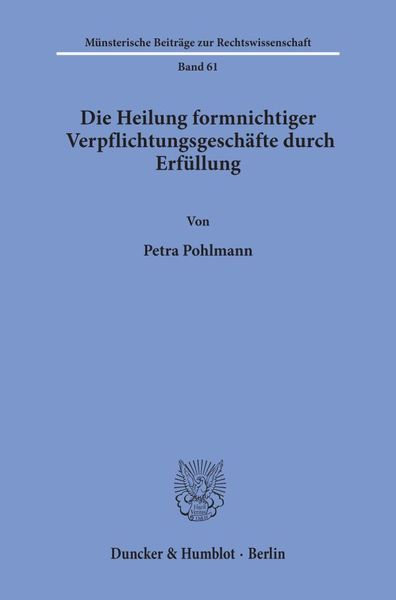 Münsterische Beiträge zur Rechtswissenschaft
Band 61
Die Heilung formnichtiger
Verpflichtungsgeschäfte durch
Erfüllung
Von
Petra Pohlmann
Duncker & Humblot · Berlin